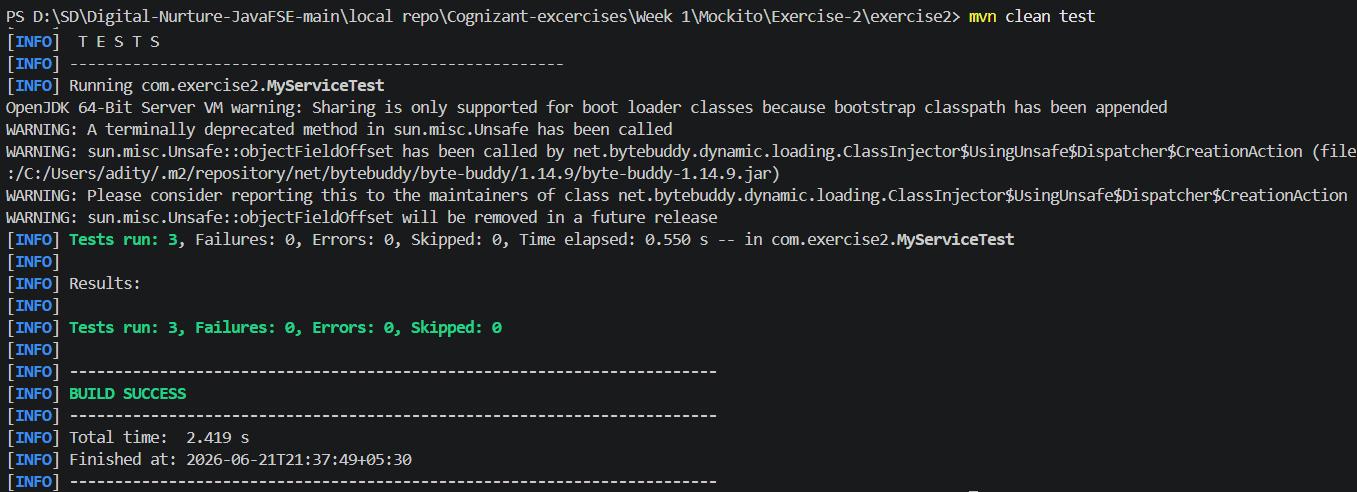 PS D:\SD\Digital-Nurture-JavaFSE-main\local repo\Cognizant-excercises\Week 1\Mockito\Exercise-2\exercise2> mvn clean test
[INFO]  T E S T S
[INFO] -------------------------------------------------------
[INFO] Running com.exercise2.MyServiceTest
OpenJDK 64-Bit Server VM warning: Sharing is only supported for boot loader classes because bootstrap classpath has been appended
WARNING: A terminally deprecated method in sun.misc.Unsafe has been called
WARNING: sun.misc.Unsafe::objectFieldOffset has been called by net.bytebuddy.dynamic.loading.ClassInjector$UsingUnsafe$Dispatcher$CreationAction (file
:/C:/Users/adity/.m2/repository/net/bytebuddy/byte-buddy/1.14.9/byte-buddy-1.14.9.jar)
WARNING: Please consider reporting this to the maintainers of class net.bytebuddy.dynamic.loading.ClassInjector$UsingUnsafe$Dispatcher$CreationAction
WARNING: sun.misc.Unsafe::objectFieldOffset will be removed in a future release
[INFO] Tests run: 3, Failures: 0, Errors: 0, Skipped: 0, Time elapsed: 0.550 s -- in com.exercise2.MyServiceTest
[INFO]
[INFO] Results:
[INFO]
[INFO] Tests run: 3, Failures: 0, Errors: 0, Skipped: 0
[INFO]
[INFO] ------------------------------------------------------------------------
[INFO] BUILD SUCCESS
[INFO] ------------------------------------------------------------------------
[INFO] Total time:  2.419 s
[INFO] Finished at: 2026-06-21T21:37:49+05:30
[INFO] ------------------------------------------------------------------------